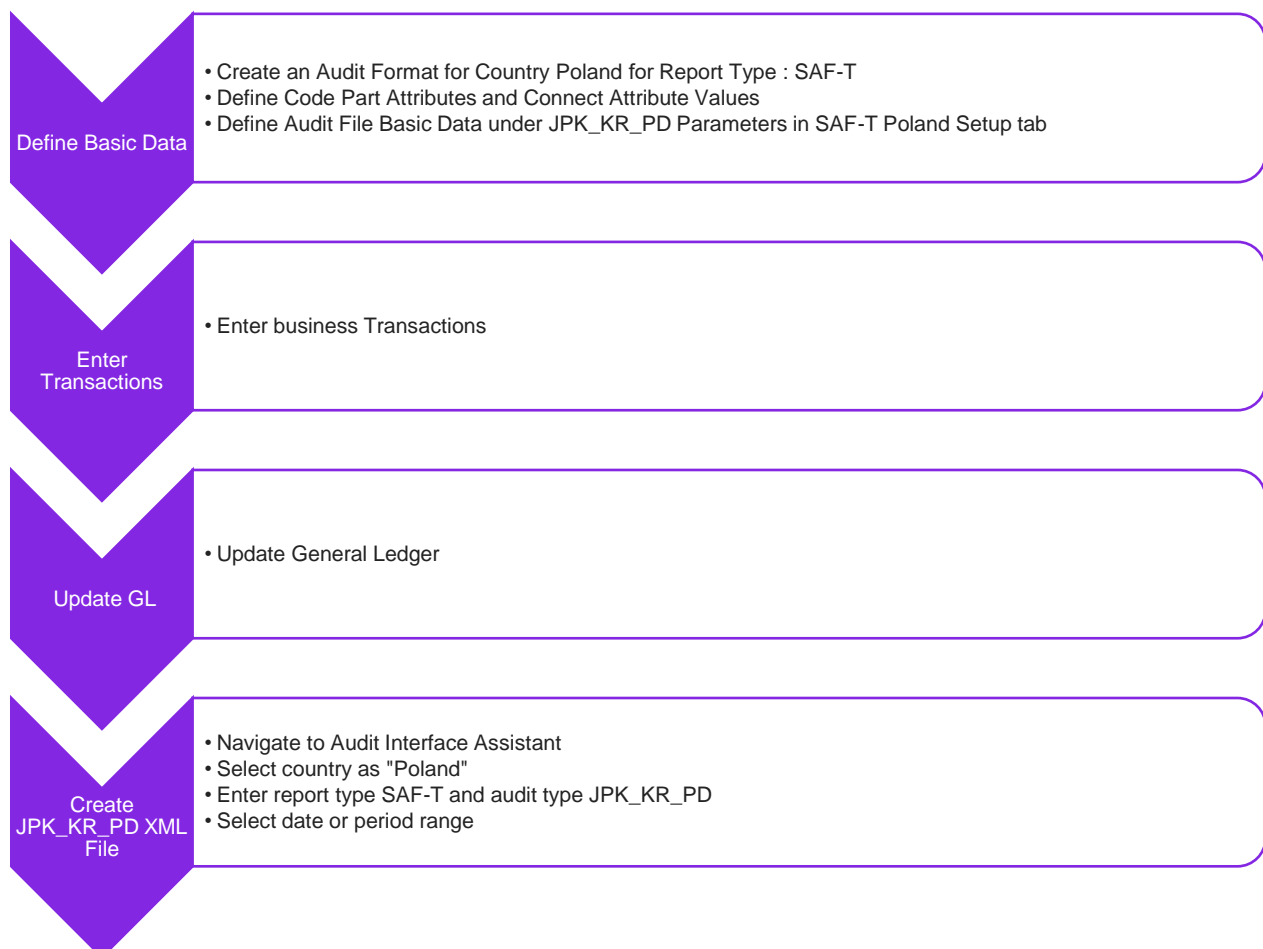 Define Basic Data
• Create an Audit Format for Country Poland for Report Type : SAF-T
• Define Code Part Attributes and Connect Attribute Values
• Define Audit File Basic Data under JPK_KR_PD Parameters in SAF-T Poland Setup tab
Enter
Transactions
• Enter business Transactions
Update GL
• Update General Ledger
Create
JPK_KR_PD XML
File
• Navigate to Audit Interface Assistant
• Select country as "Poland"
• Enter report type SAF-T and audit type JPK_KR_PD
• Select date or period range